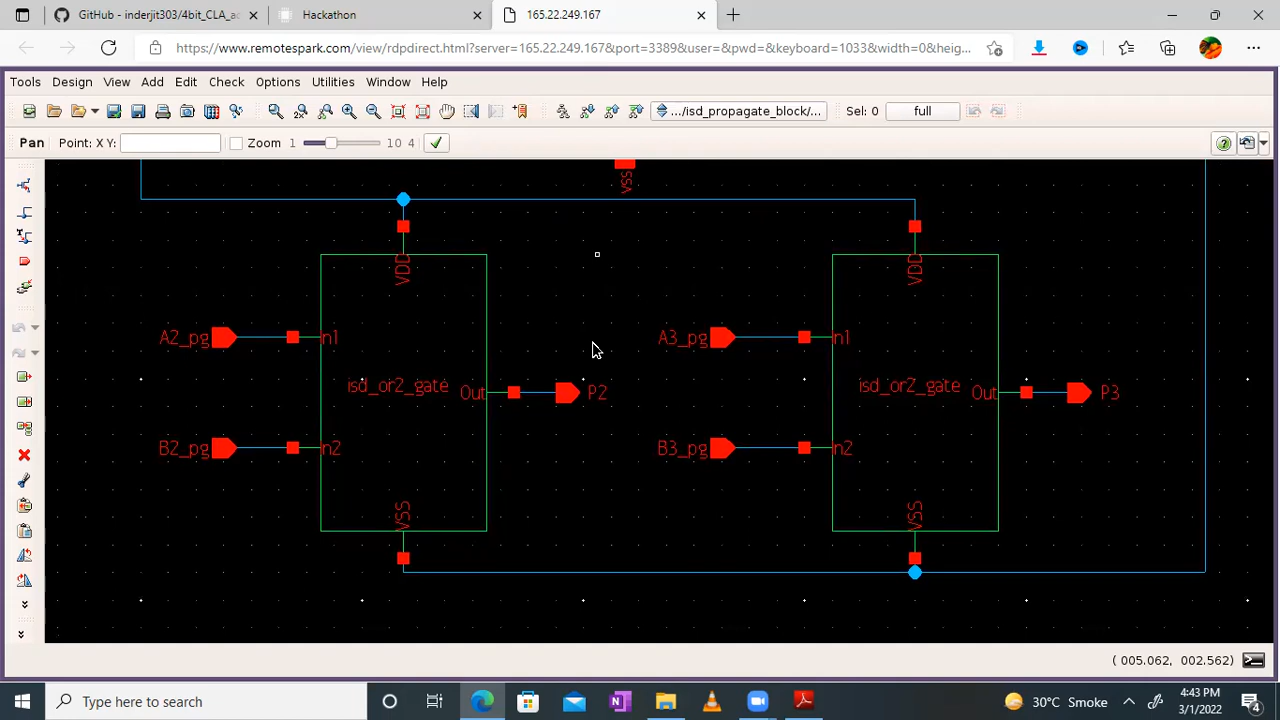 GitHub - inderjit303/4bit_CLA_ac
Hackathon
165.22.249.167
https://www.remotespark.com/view/rdpdirect.html?server=165.22.249.167&port=3389&user=&pwd=&keyboard=1033&width=0&heig...
Tools Design View Add Edit Check Options Utilities Window Help
.../isd_propagate_block/... Sel: 0 full
Pan Point: X Y: Zoom 1 10 4
VSS
VDD VDD
A2_pg n1 A3_pg n1
isd_or2_gate Out P2 isd_or2_gate Out P3
B2_pg n2 B3_pg n2
VSS VSS
( 005.062, 002.562)
Type here to search
30°C Smoke
4:43 PM
3/1/2022
4